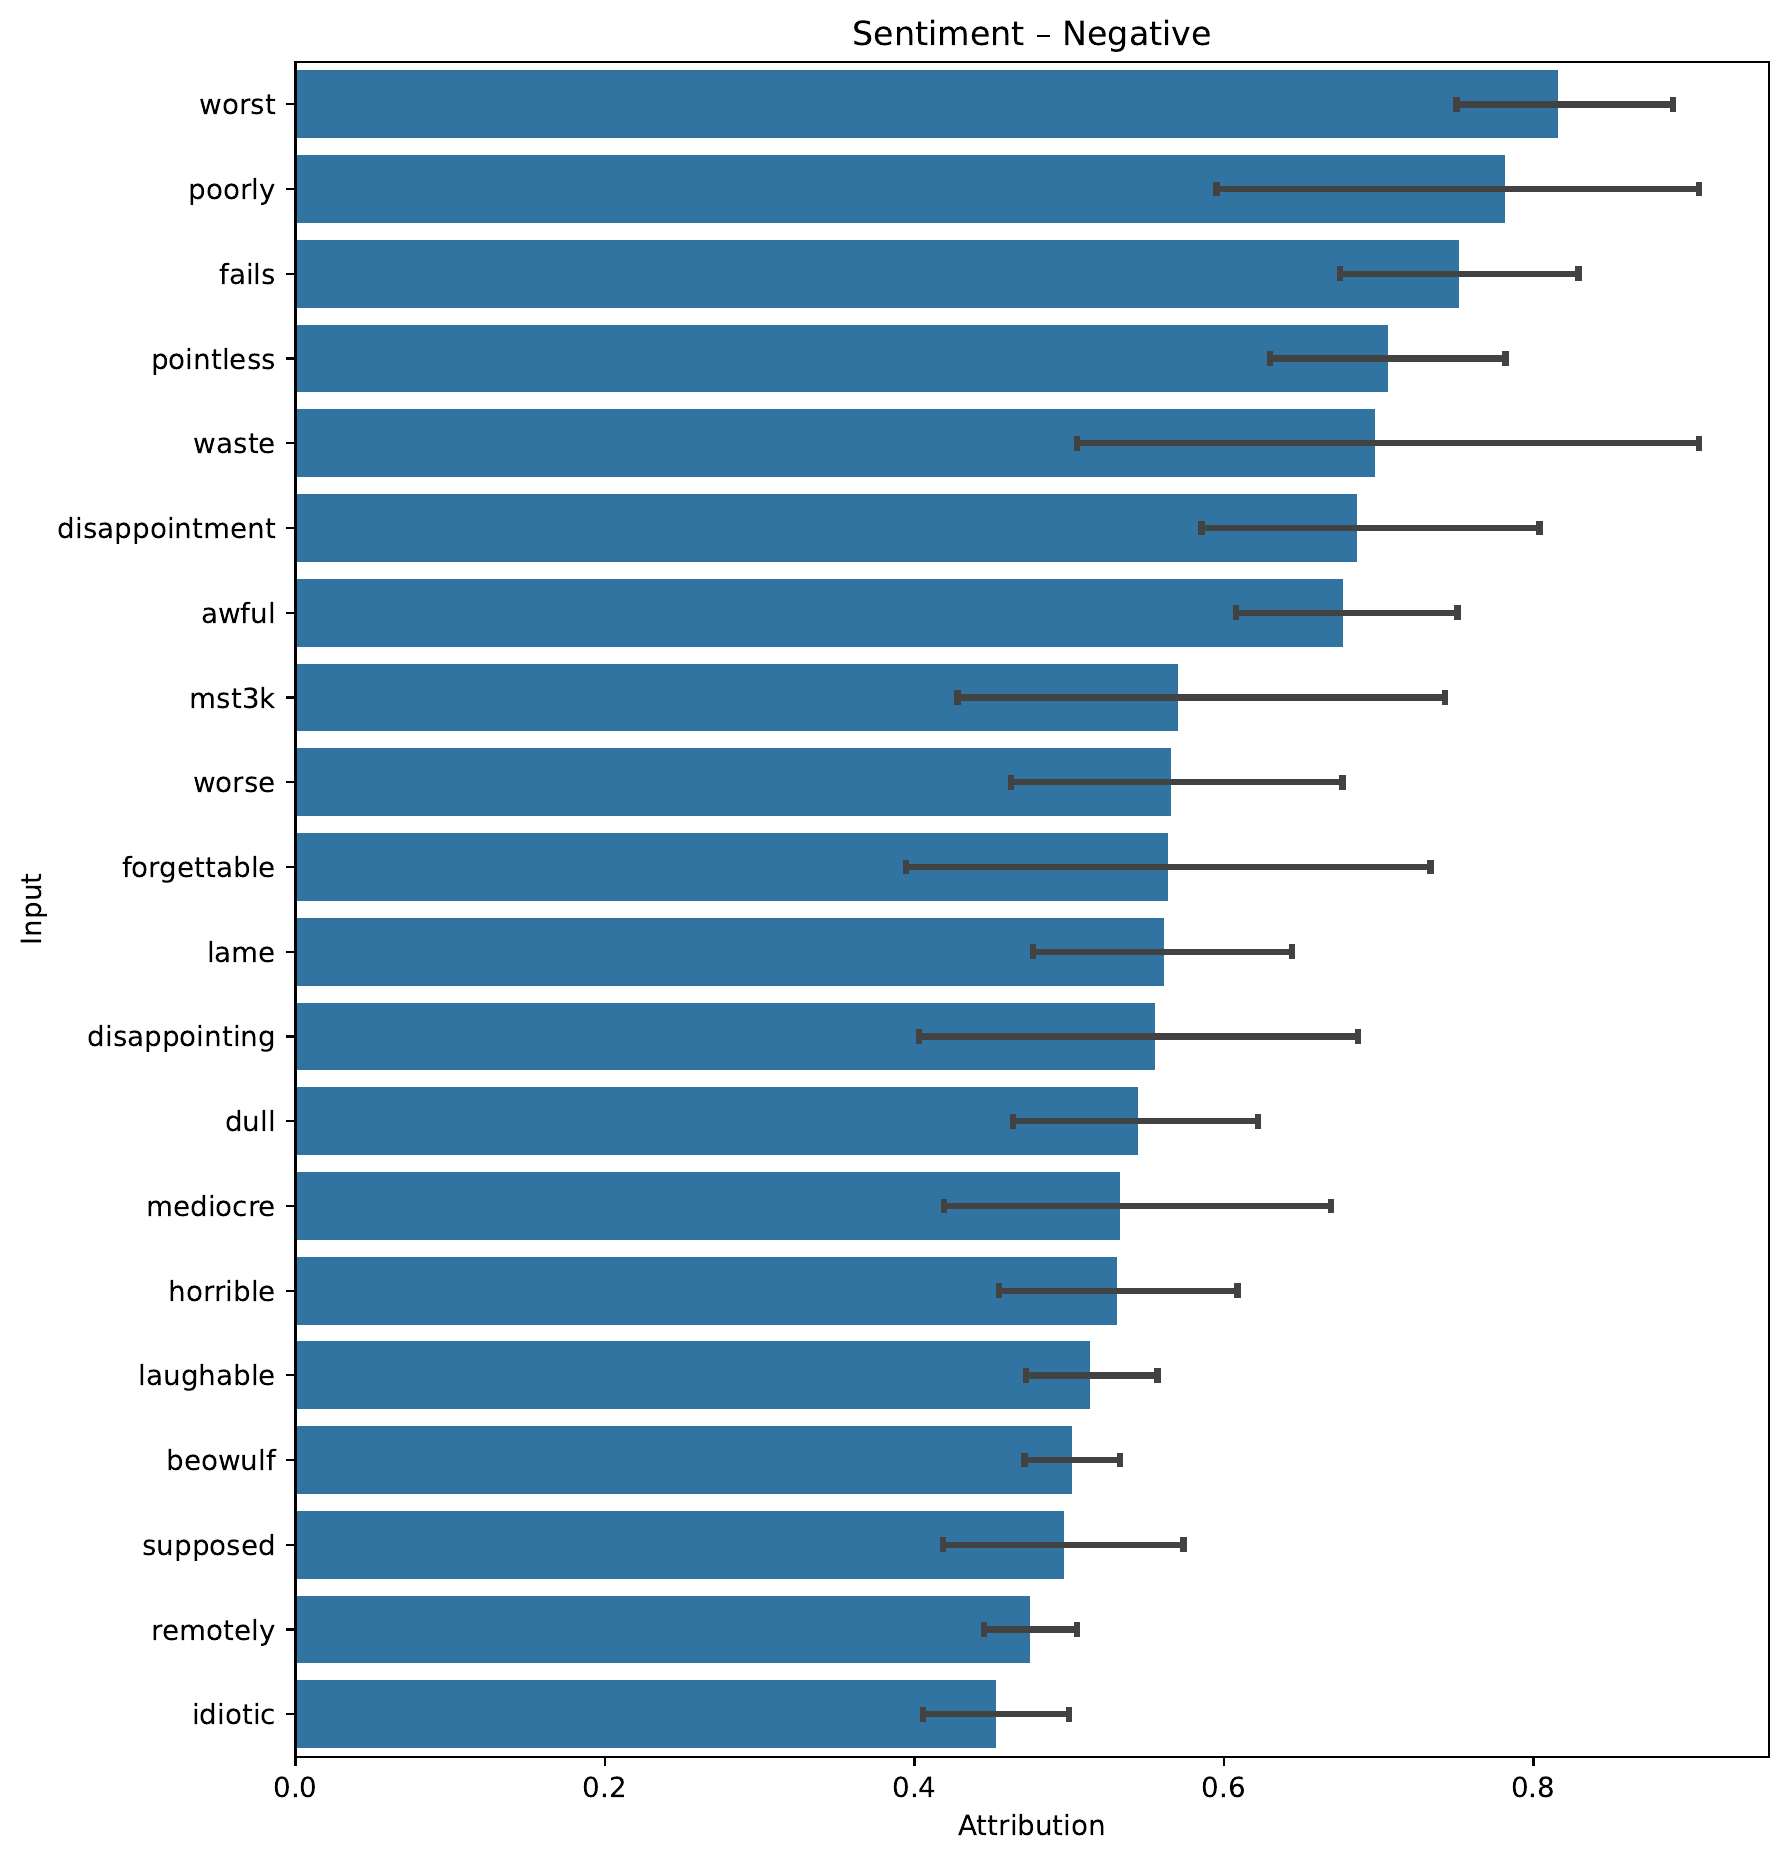 Sentiment – Negative
worst
poorly
fails
pointless
waste
disappointment
awful
mst3k
worse
forgettable
lame
disappointing
dull
mediocre
horrible
laughable
beowulf
supposed
remotely
idiotic
Input
0.0 0.2 0.4 0.6 0.8
Attribution